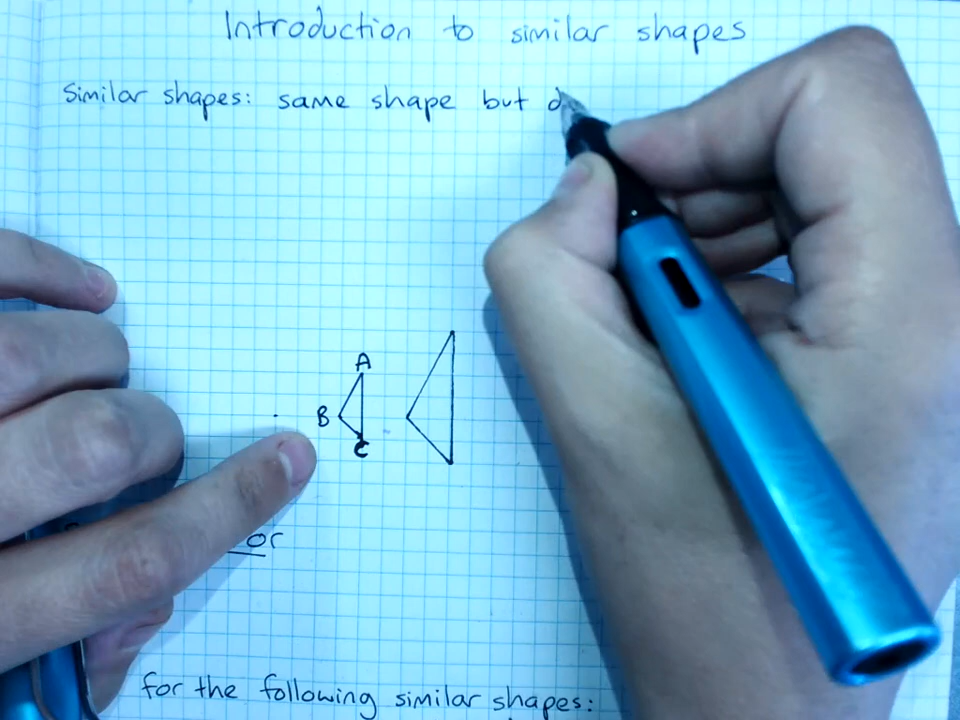 Introduction to similar shapes
Similar shapes: same shape but d
A
B
C
or
for the following similar shapes: